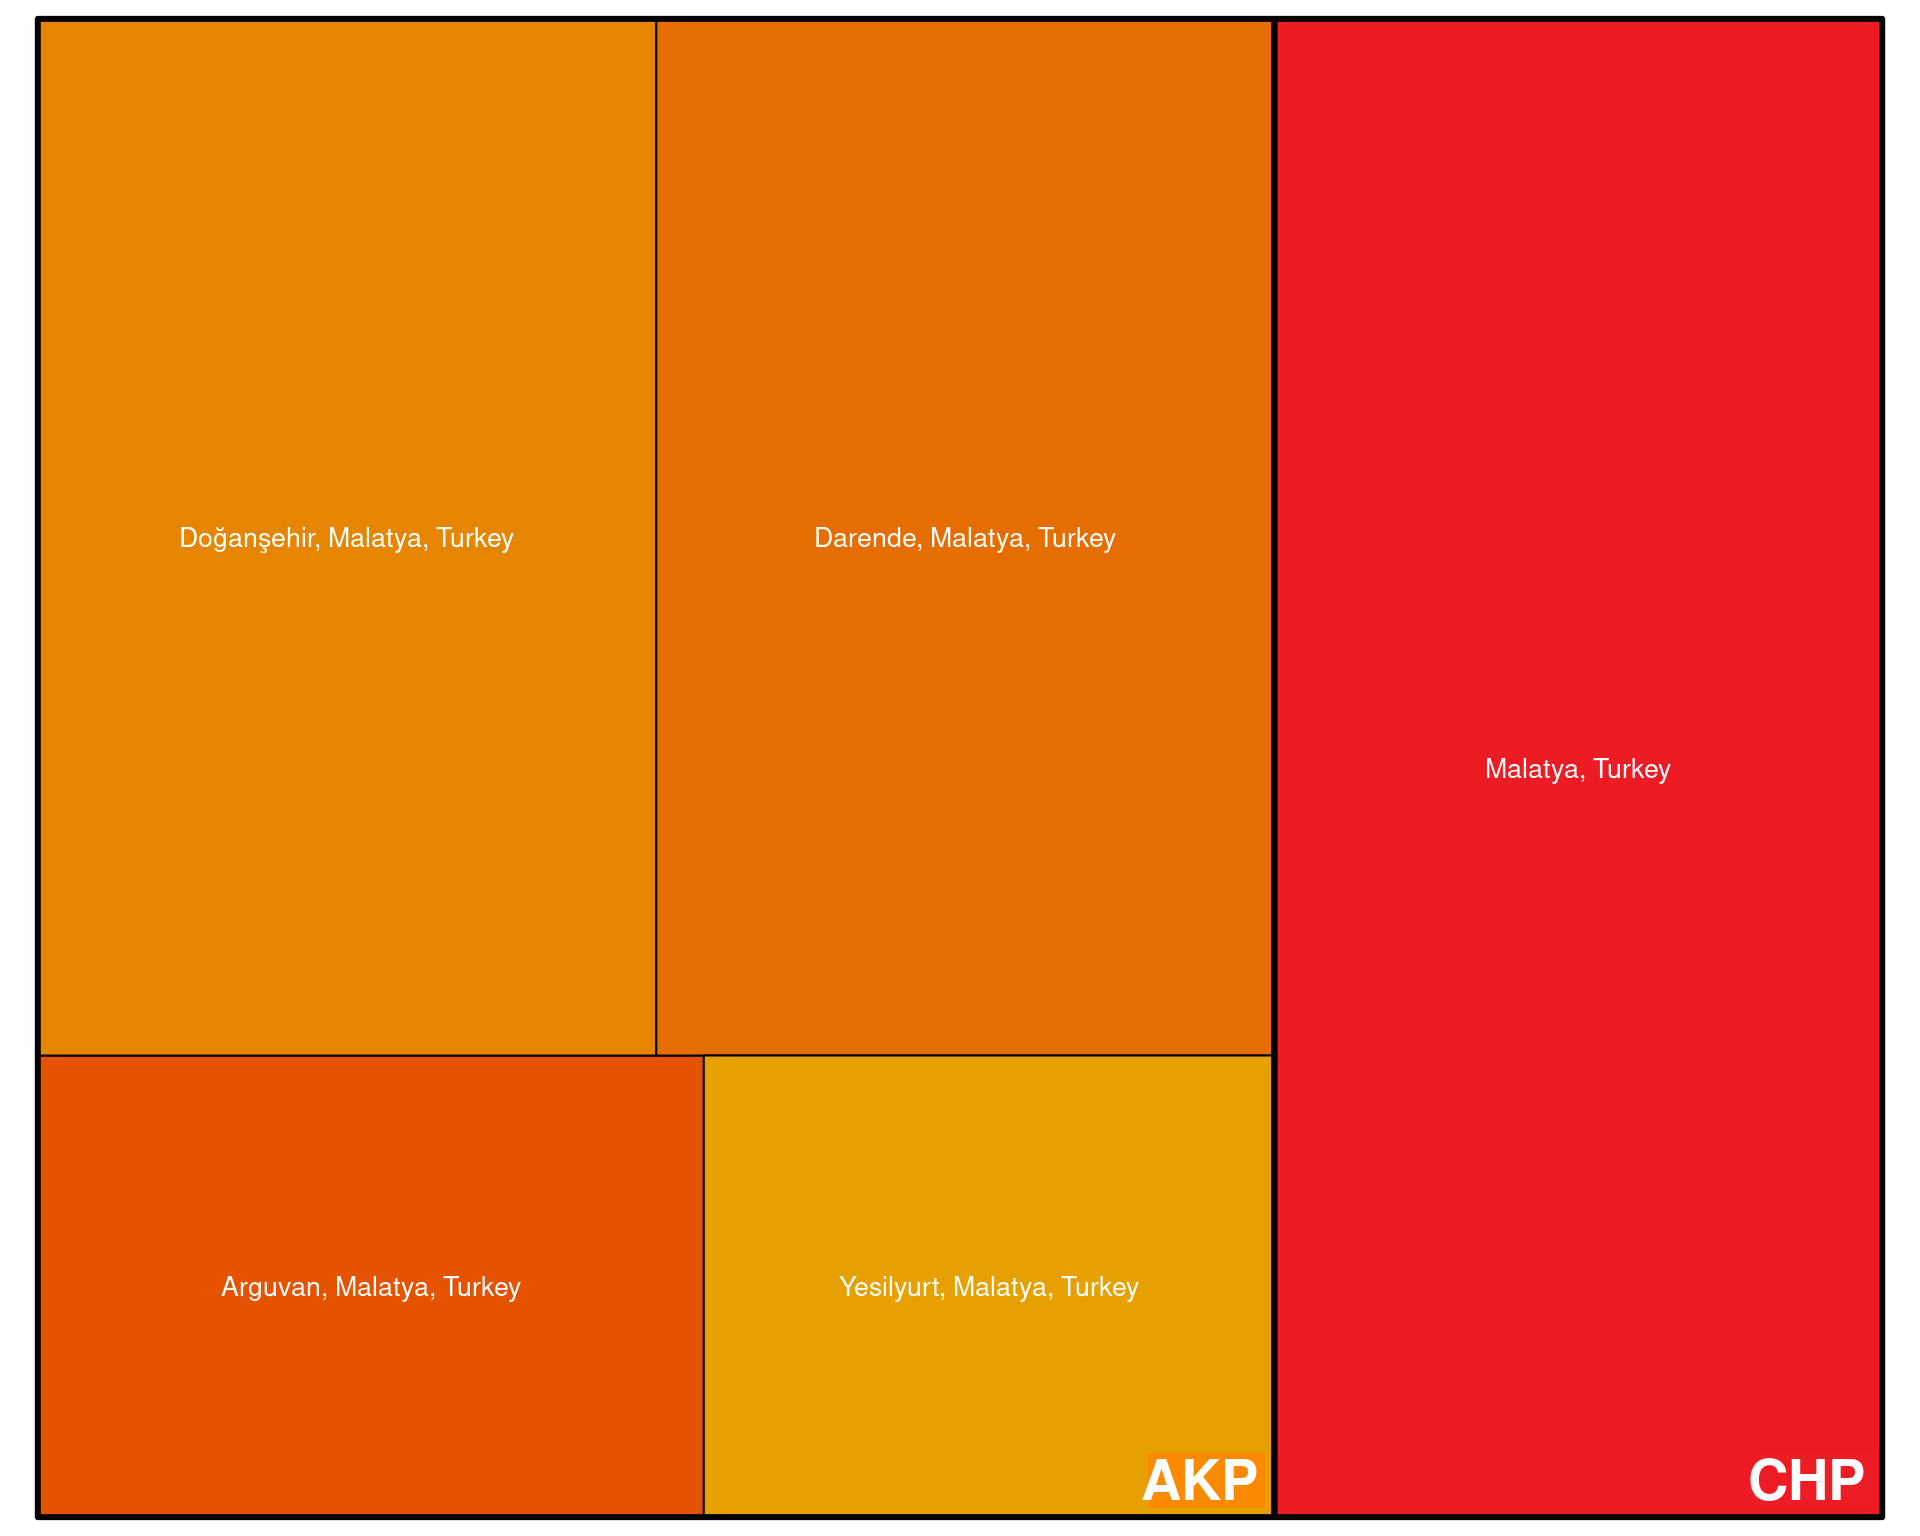 Doğanşehir, Malatya, Turkey
Darende, Malatya, Turkey
Malatya, Turkey
Arguvan, Malatya, Turkey
Yesilyurt, Malatya, Turkey
AKP
CHP